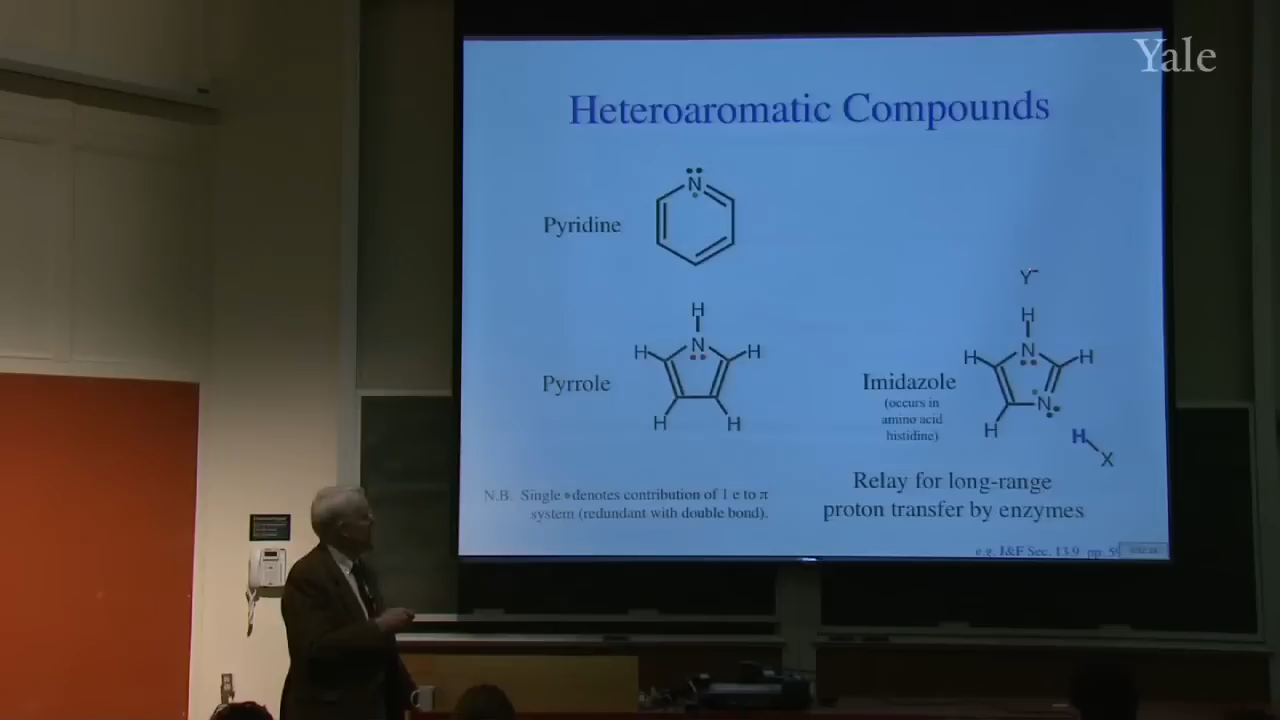 Yale
Heteroaromatic Compounds
N
Pyridine
Y⁻
H
N
H
H
Pyrrole
H
H
H
N
H
H
Imidazole
(occurs in
amino acid
histidine)
N
H
H
X
Relay for long-range
proton transfer by enzymes
N.B. Single • denotes contribution of 1 e to π
system (redundant with double bond).
e.g. J&F Sec. 13.9 pp.